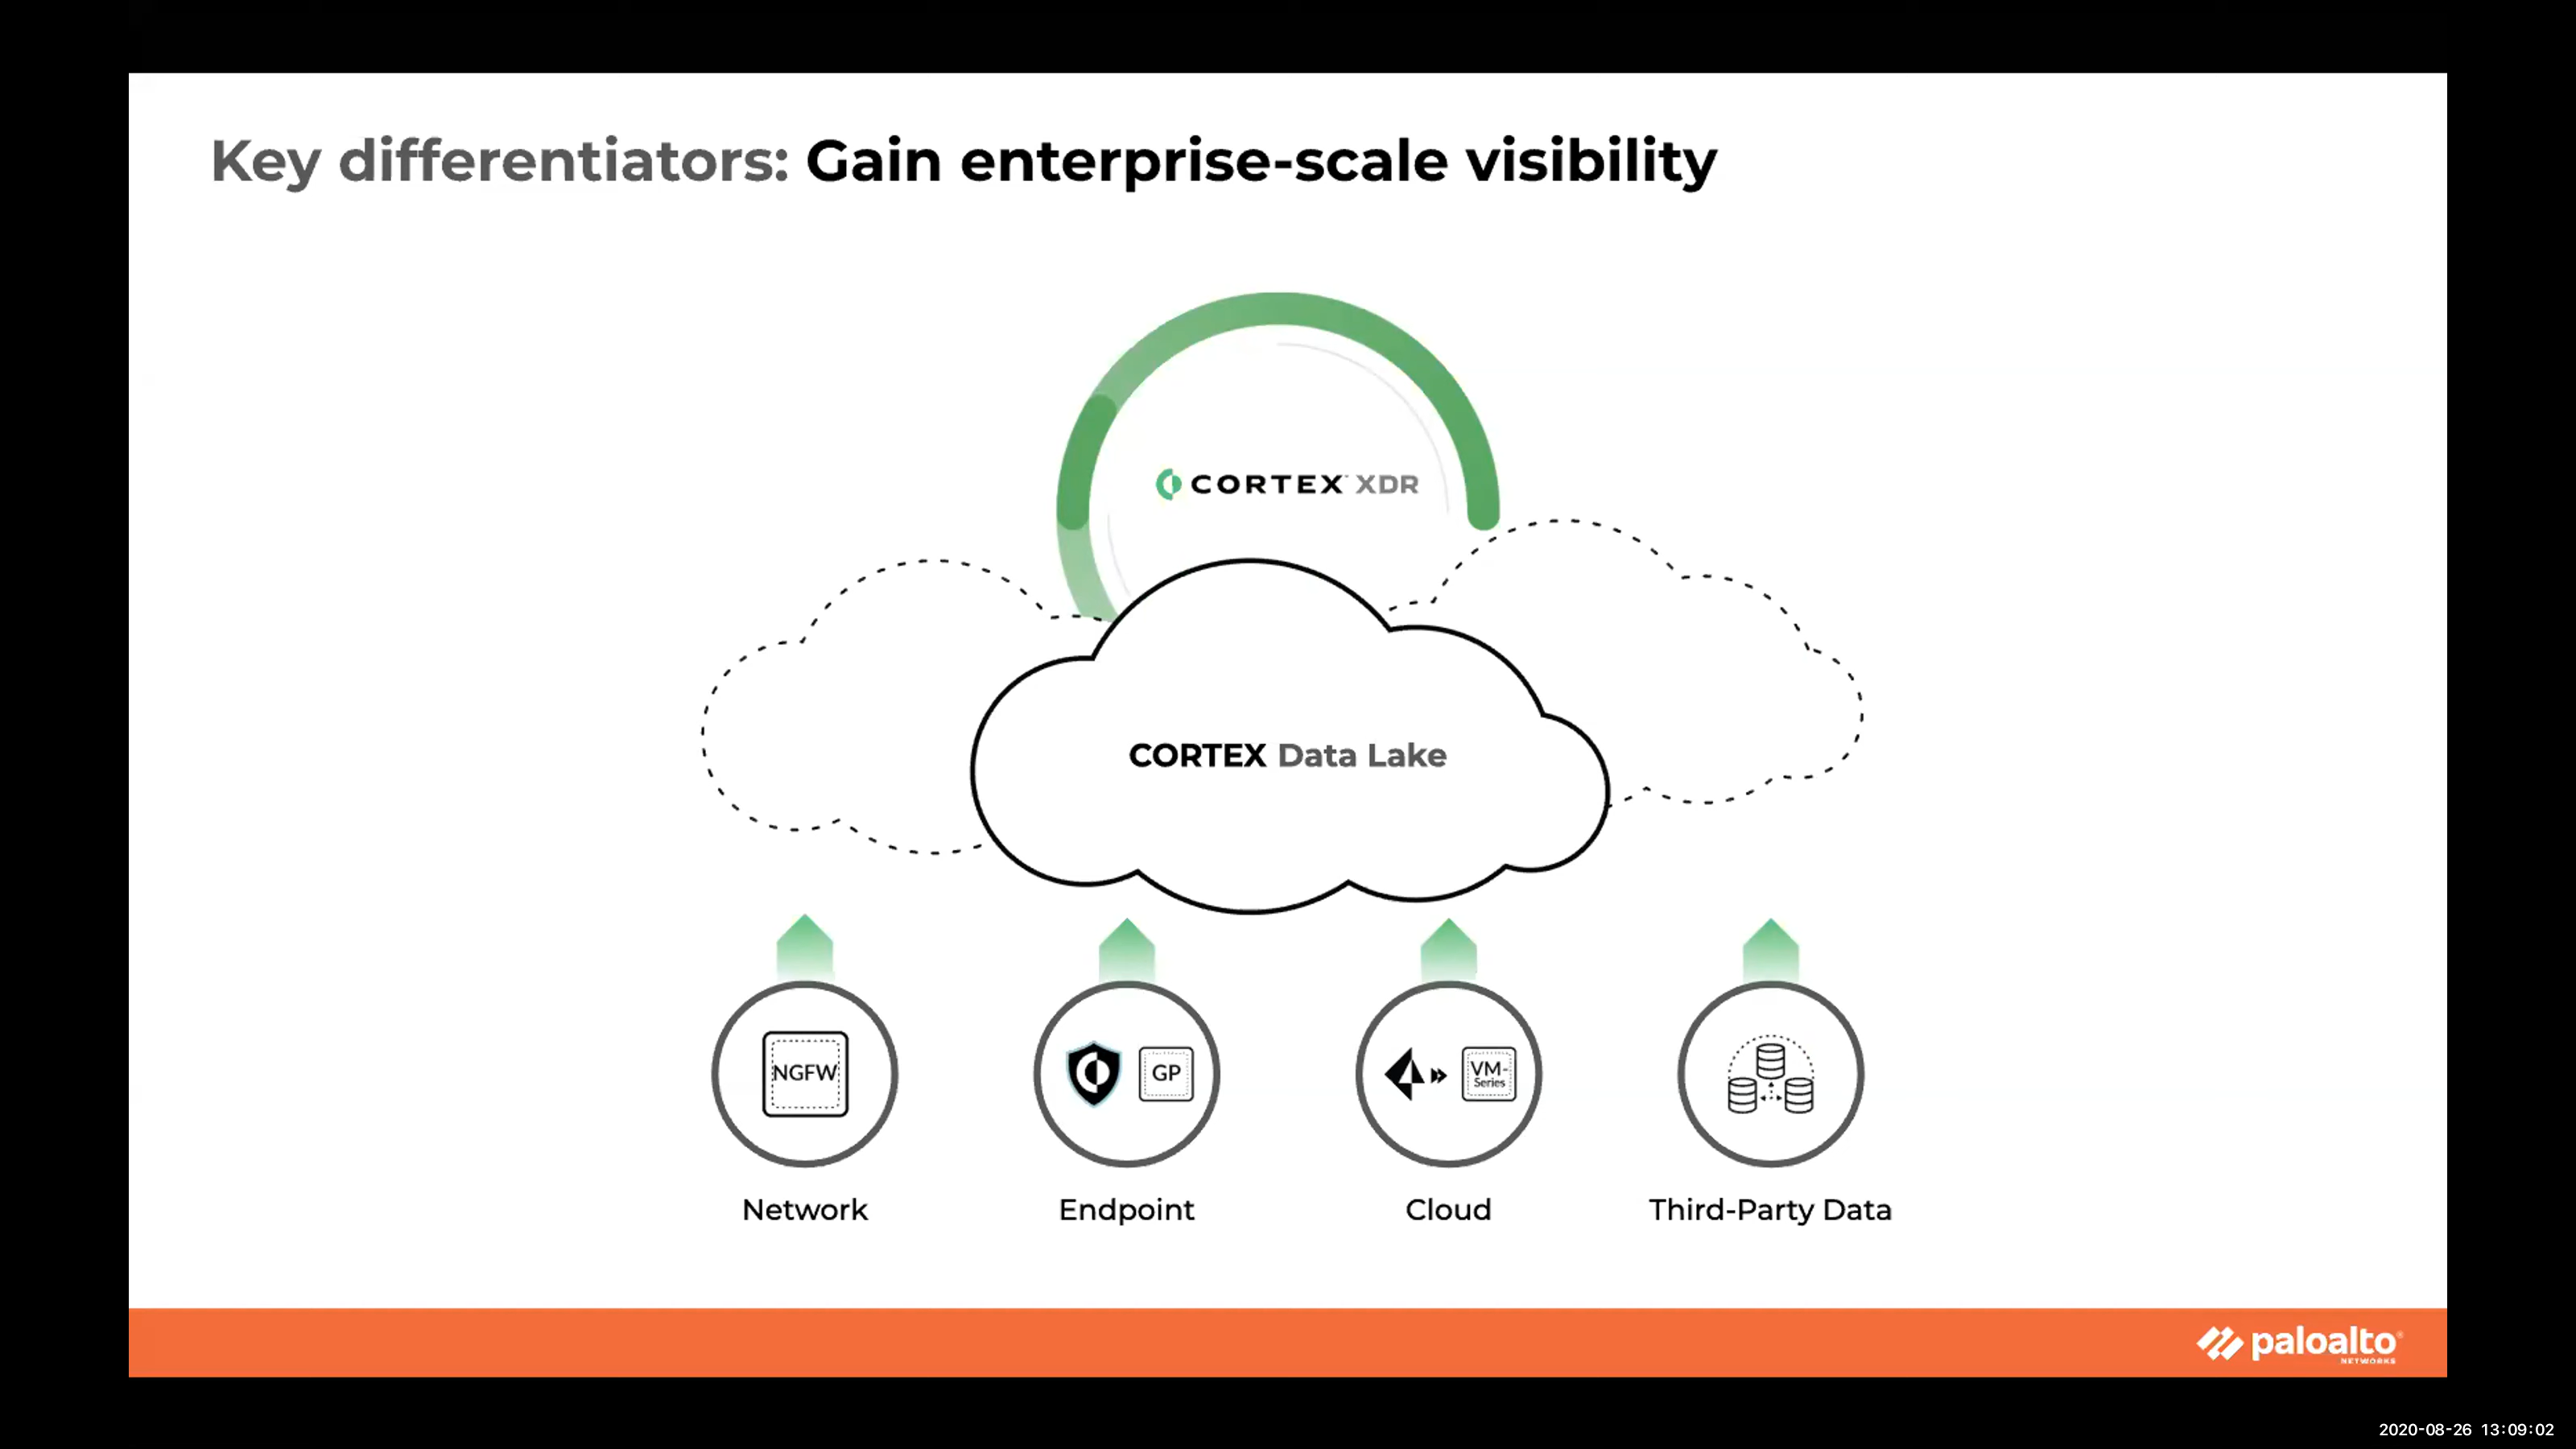 Key differentiators: Gain enterprise-scale visibility
CORTEX™ XDR
CORTEX Data Lake
NGFW
GP
VM-
Series
Network
Endpoint
Cloud
Third-Party Data
paloalto®
NETWORKS
2020-08-26 13:09:02